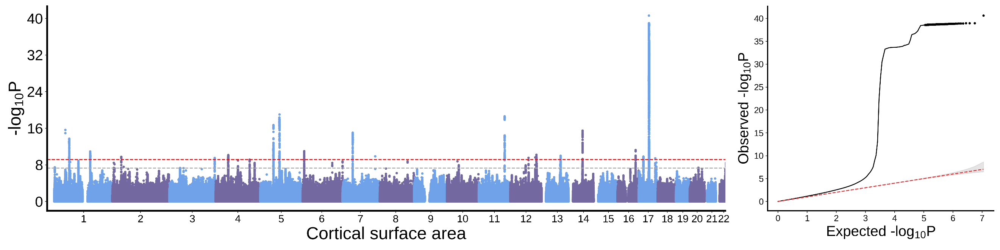 -log10P
40
32
24
16
8
0
1 2 3 4 5 6 7 8 9 10 11 12 13 14 15 16 17 18 19 20 21 22
Cortical surface area
Observed -log10P
40
35
30
25
20
15
10
5
0
0 1 2 3 4 5 6 7
Expected -log10P